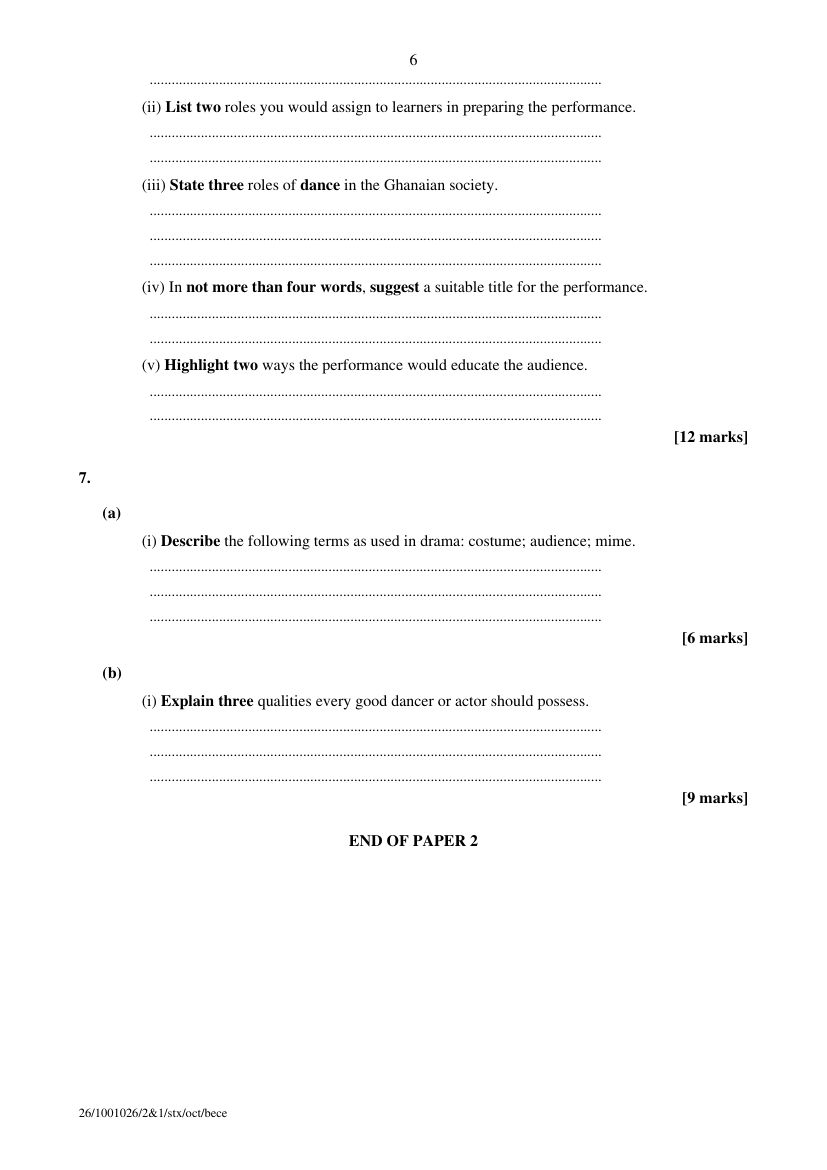 6
(ii) List two roles you would assign to learners in preparing the performance.
(iii) State three roles of dance in the Ghanaian society.
(iv) In not more than four words, suggest a suitable title for the performance.
(v) Highlight two ways the performance would educate the audience.
[12 marks]
7.
(a)
(i) Describe the following terms as used in drama: costume; audience; mime.
[6 marks]
(b)
(i) Explain three qualities every good dancer or actor should possess.
[9 marks]
END OF PAPER 2
26/1001026/2&1/stx/oct/bece